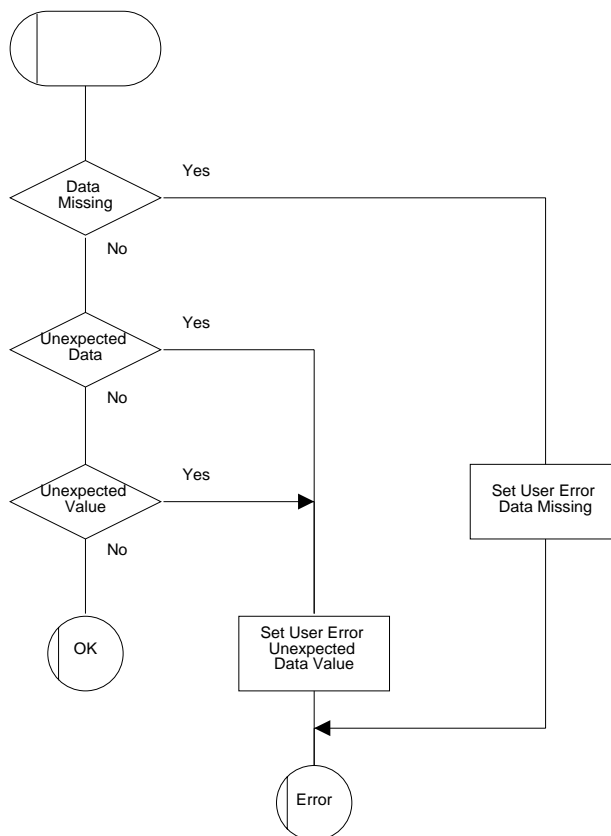 Yes
Data
Missing
No
Yes
Unexpected
Data
No
Yes
Unexpected
Value
No
Set User Error
Data Missing
OK
Set User Error
Unexpected
Data Value
Error